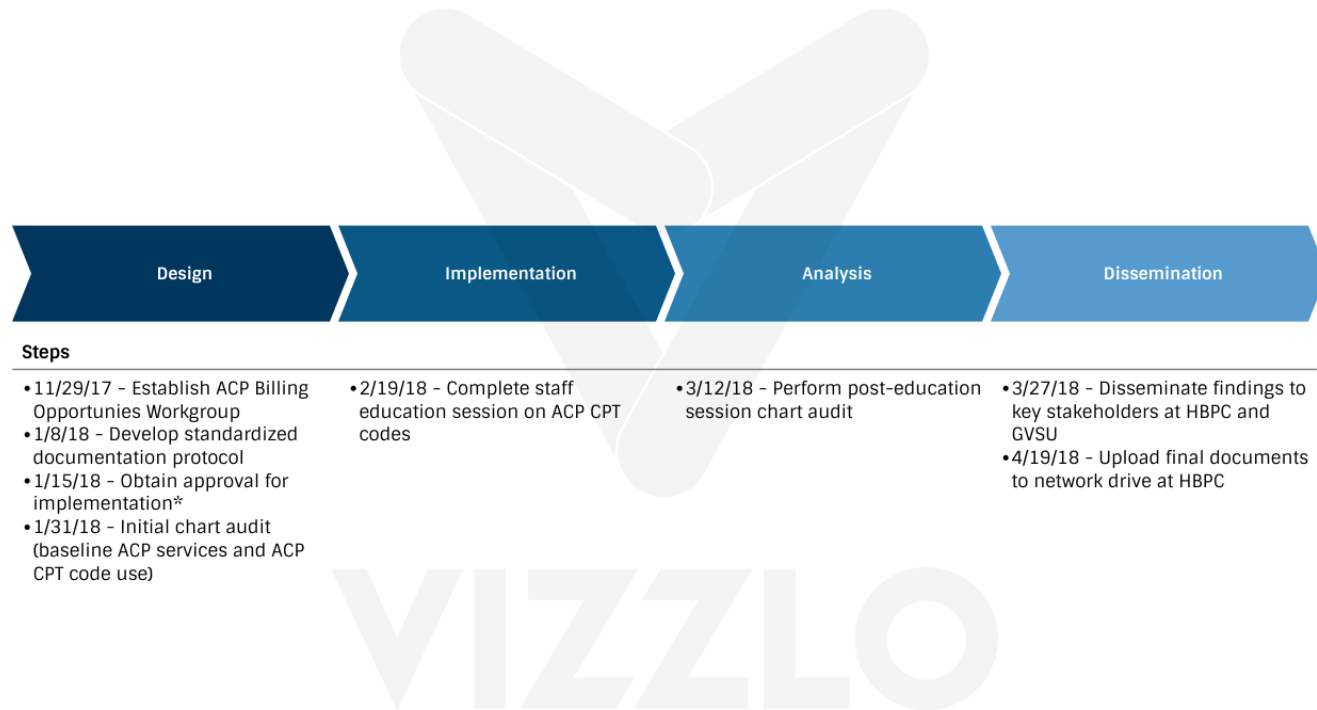 Design
Implementation
Analysis
Dissemination
Steps
•11/29/17 - Establish ACP Billing
Opportunies Workgroup
•1/8/18 - Develop standardized
documentation protocol
•1/15/18 - Obtain approval for
implementation*
•1/31/18 - Initial chart audit
(baseline ACP services and ACP
CPT code use)
•2/19/18 - Complete staff
education session on ACP CPT
codes
•3/12/18 - Perform post-education
session chart audit
•3/27/18 - Disseminate findings to
key stakeholders at HBPC and
GVSU
•4/19/18 - Upload final documents
to network drive at HBPC
VIZZLO